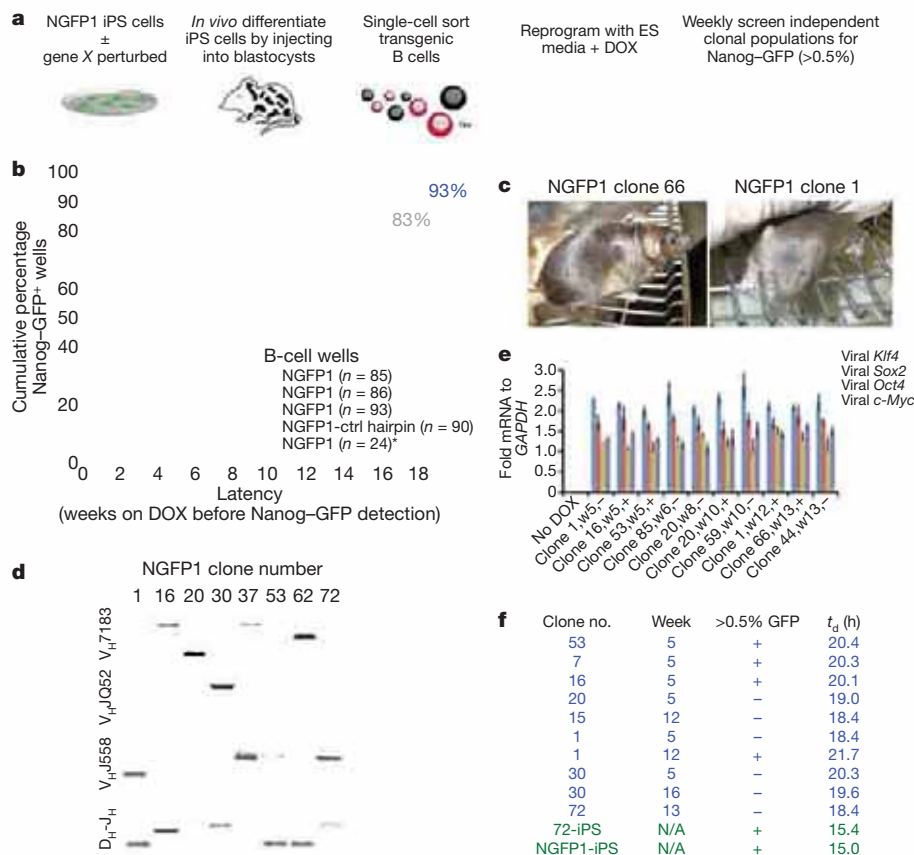 a
NGFP1 iPS cells
±
gene X perturbed
In vivo differentiate
iPS cells by injecting
into blastocysts
Single-cell sort
transgenic
B cells
Reprogram with ES
media + DOX
Weekly screen independent
clonal populations for
Nanog–GFP (>0.5%)
b
Cumulative percentage
Nanog–GFP+ wells
100
90
80
60
50
40
20
0
93%
83%
B-cell wells
NGFP1 (n = 85)
NGFP1 (n = 86)
NGFP1 (n = 93)
NGFP1-ctrl hairpin (n = 90)
NGFP1 (n = 24)*
0 2 4 6 8 10 12 14 16 18
Latency
(weeks on DOX before Nanog–GFP detection)
c
NGFP1 clone 66
NGFP1 clone 1
e
Fold mRNA to
GAPDH
3.0
2.5
2.0
1.5
1.0
0.5
0
Viral Klf4
Viral Sox2
Viral Oct4
Viral c-Myc
No DOX
Clone 1,w5,–
Clone 16,w5,+
Clone 53,w5,+
Clone 85,w6,–
Clone 20,w8,–
Clone 20,w10,+
Clone 59,w10,–
Clone 1,w12,+
Clone 66,w13,+
Clone 44,w13,–
d
NGFP1 clone number
1 16 20 30 37 53 62 72
VH7183
VHJQ52
VHJ558
DH-JH
f
Clone no. Week >0.5% GFP td (h)
53 5 + 20.4
7 5 + 20.3
16 5 + 20.1
20 5 – 19.0
15 12 – 18.4
1 5 – 18.4
1 12 + 21.7
30 5 – 20.3
30 16 – 19.6
72 13 – 18.4
72-iPS N/A + 15.4
NGFP1-iPS N/A + 15.0